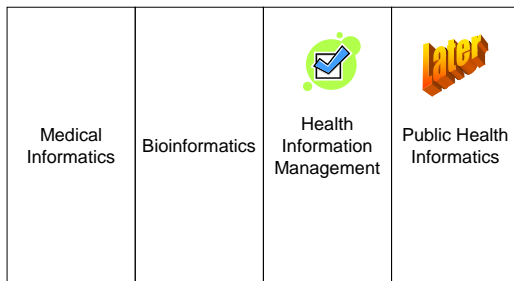 Medical
Informatics
Bioinformatics
Health
Information
Management
Later
Public Health
Informatics